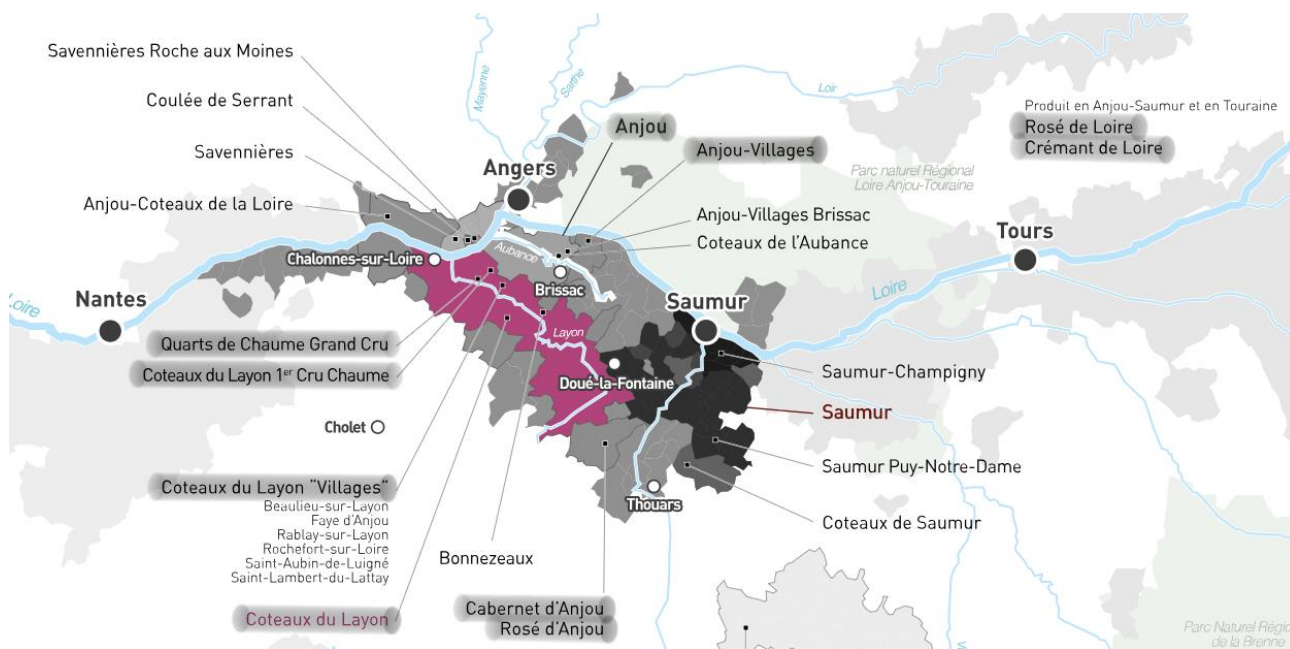 Savennières Roche aux Moines
Coulée de Serrant
Savennières
Anjou-Coteaux de la Loire
Mayenne
Sarthe
Loir
Produit en Anjou-Saumur et en Touraine
Rosé de Loire
Crémant de Loire
Anjou
Anjou-Villages
Angers
Parc naturel Régional
Loire Anjou-Touraine
Anjou-Villages Brissac
Coteaux de l'Aubance
Aubance
Tours
Chalonnes-sur-Loire
Brissac
Loire
Nantes
Saumur
Loire
Layon
Quarts de Chaume Grand Cru
Coteaux du Layon 1er Cru Chaume
Doué-la-Fontaine
Saumur-Champigny
Saumur
Cholet
Saumur Puy-Notre-Dame
Coteaux du Layon "Villages"
Beaulieu-sur-Layon
Faye d'Anjou
Rablay-sur-Layon
Rochefort-sur-Loire
Saint-Aubin-de-Luigné
Saint-Lambert-du-Lattay
Thouars
Coteaux de Saumur
Bonnezeaux
Coteaux du Layon
Cabernet d'Anjou
Rosé d'Anjou
Parc Naturel Régio
de la Brenne